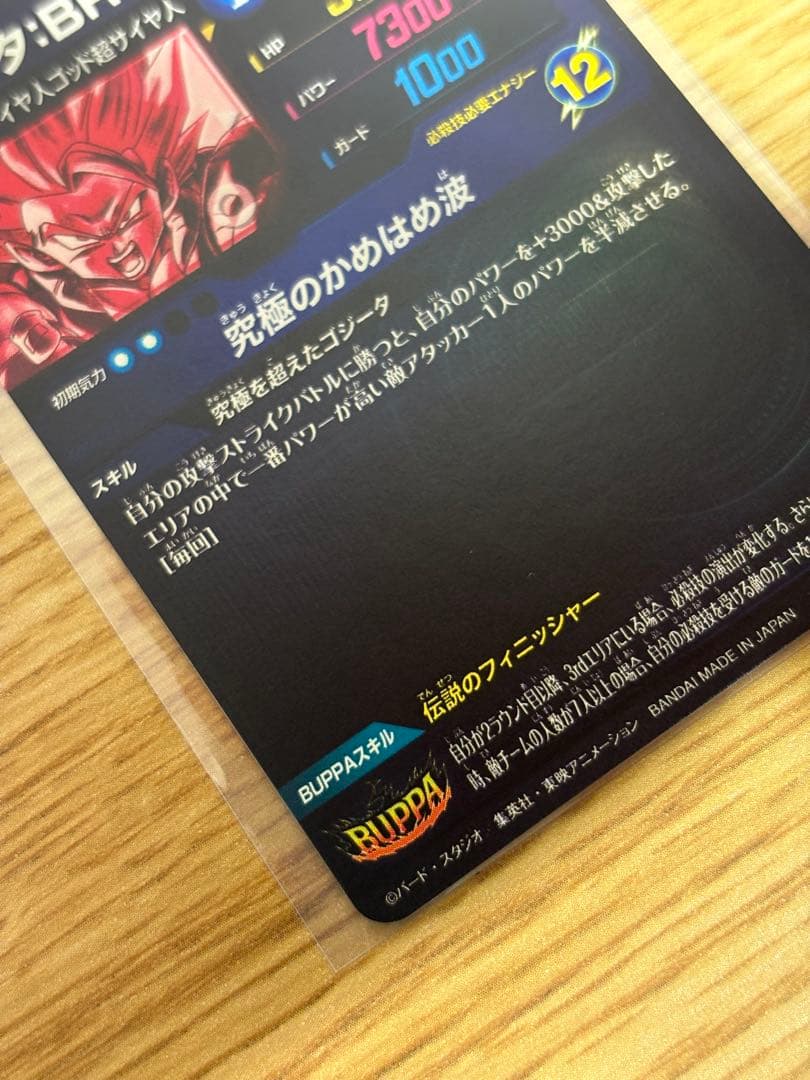 タ:BR
イヤ人ゴッド超サイヤ人
HP
パワー 7300
ガード 1000
必殺技必要エナジー 12
究極のかめはめ波
初期気力
究極を超えたゴジータ
スキル
自分の攻撃ストライクバトルに勝つと、自分のパワーを+3000&攻撃した
エリアの中で一番パワーが高い敵アタッカー1人のパワーを半減させる。
[毎回]
BUPPAスキル
伝説のフィニッシャー
BUPPA
自分が2ラウンド目以降、3rdエリアにいる場合、必殺技の演出が変化する。さら
時、敵チームの人数が7人以上の場合、自分の必殺技を受ける敵のガードを
©バード・スタジオ/集英社・東映アニメーション BANDAI MADE IN JAPAN